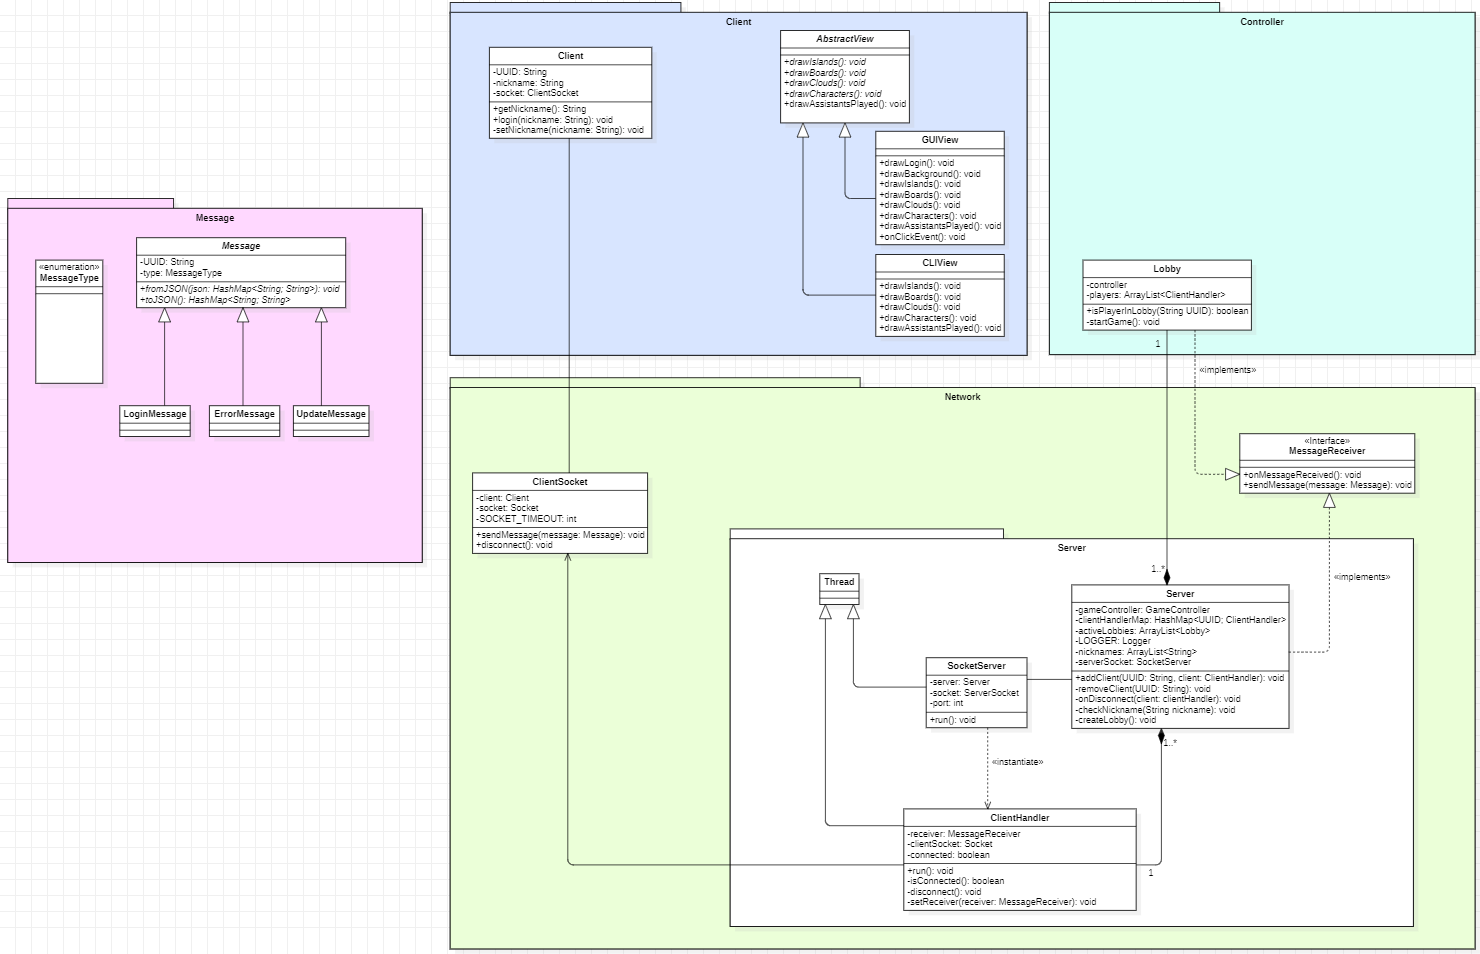 Client
Client
-UUID: String
-nickname: String
-socket: ClientSocket
+getNickname(): String
+login(nickname: String): void
-setNickname(nickname: String): void
AbstractView
+drawIslands(): void
+drawBoards(): void
+drawClouds(): void
+drawCharacters(): void
+drawAssistantsPlayed(): void
GUIView
+drawLogin(): void
+drawBackground(): void
+drawIslands(): void
+drawBoards(): void
+drawClouds(): void
+drawCharacters(): void
+drawAssistantsPlayed(): void
+onClickEvent(): void
CLIView
+drawIslands(): void
+drawBoards(): void
+drawClouds(): void
+drawCharacters(): void
+drawAssistantsPlayed(): void
Controller
Lobby
-controller
-players: ArrayList<ClientHandler>
+isPlayerInLobby(String UUID): boolean
-startGame(): void
1
«implements»
Message
«enumeration»
MessageType
Message
-UUID: String
-type: MessageType
+fromJSON(json: HashMap<String; String>): void
+toJSON(): HashMap<String; String>
LoginMessage
ErrorMessage
UpdateMessage
Network
«Interface»
MessageReceiver
+onMessageReceived(): void
+sendMessage(message: Message): void
ClientSocket
-client: Client
-socket: Socket
-SOCKET_TIMEOUT: int
+sendMessage(message: Message): void
+disconnect(): void
Server
Thread
1..*
«implements»
Server
-gameController: GameController
-clientHandlerMap: HashMap<UUID; ClientHandler>
-activeLobbies: ArrayList<Lobby>
-LOGGER: Logger
-nicknames: ArrayList<String>
-serverSocket: SocketServer
+addClient(UUID: String, client: ClientHandler): void
-removeClient(UUID: String): void
-onDisconnect(client: clientHandler): void
-checkNickname(String nickname): void
-createLobby(): void
SocketServer
-server: Server
-socket: ServerSocket
-port: int
+run(): void
1..*
«instantiate»
ClientHandler
-receiver: MessageReceiver
-clientSocket: Socket
-connected: boolean
+run(): void
-isConnected(): boolean
-disconnect(): void
-setReceiver(receiver: MessageReceiver): void
1